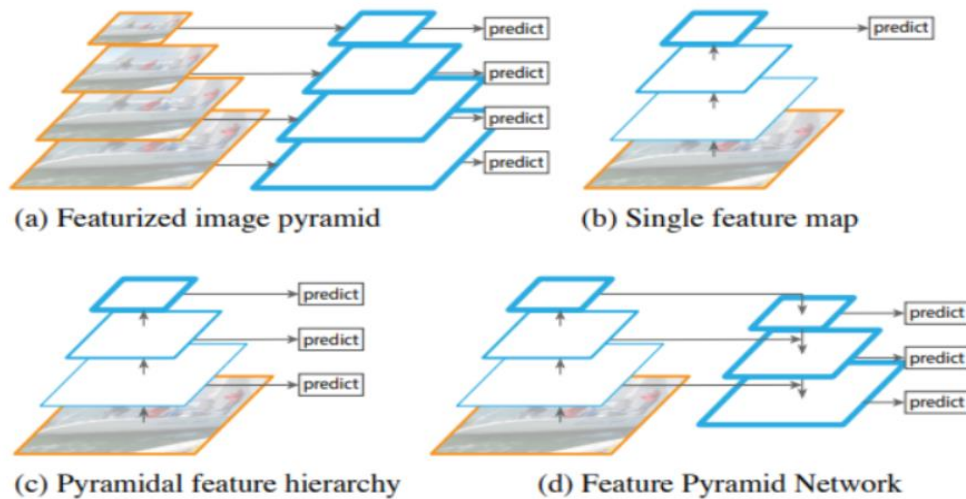 predict
predict
predict
predict
(a) Featurized image pyramid
predict
(b) Single feature map
predict
predict
predict
(c) Pyramidal feature hierarchy
predict
predict
predict
(d) Feature Pyramid Network